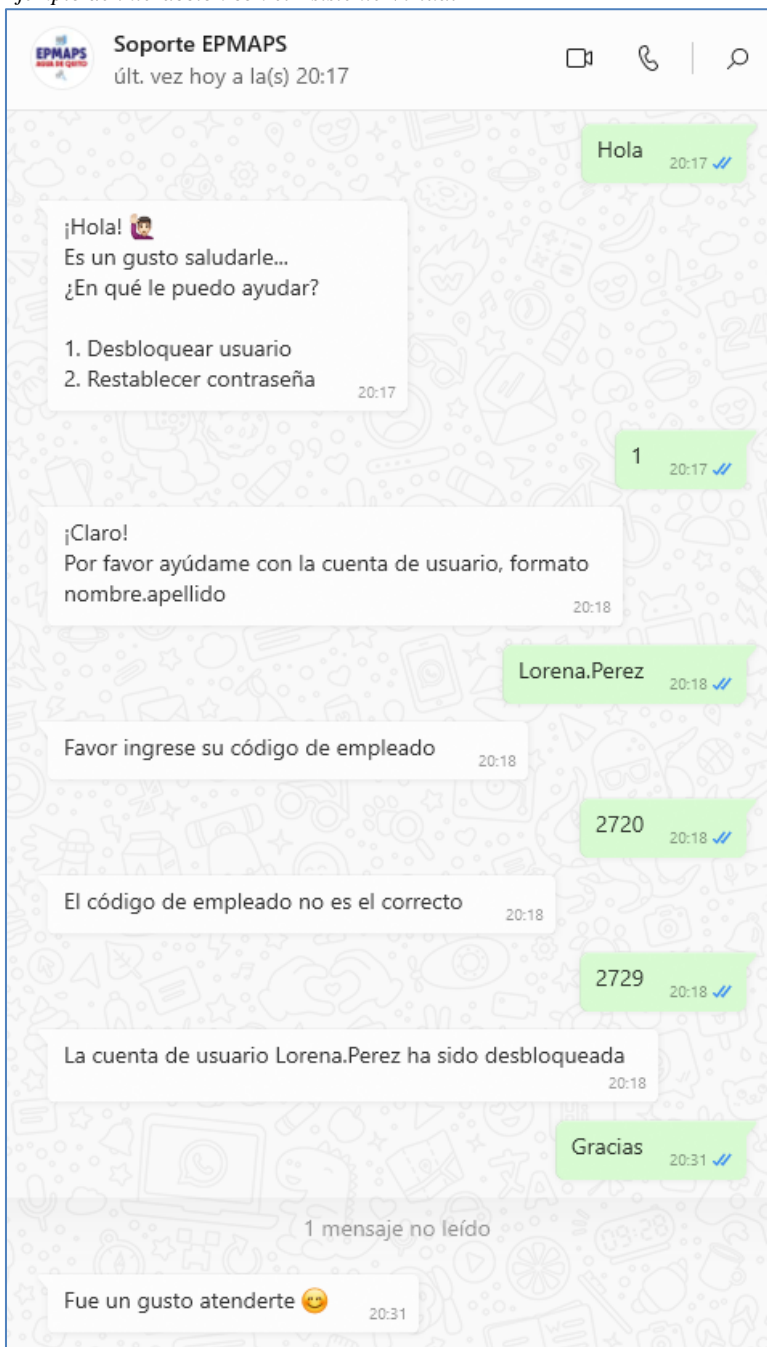 Soporte EPMAPS
EPMAPS
AGUA DE QUITO
últ. vez hoy a la(s) 20:17
Hola
20:17
¡Hola! 🙋🏻‍♂️
Es un gusto saludarle...
¿En qué le puedo ayudar?
1. Desbloquear usuario
2. Restablecer contraseña
20:17
1
20:17
¡Claro!
Por favor ayúdame con la cuenta de usuario, formato
nombre.apellido
20:18
Lorena.Perez
20:18
Favor ingrese su código de empleado
20:18
2720
20:18
El código de empleado no es el correcto
20:18
2729
20:18
La cuenta de usuario Lorena.Perez ha sido desbloqueada
20:18
Gracias
20:31
1 mensaje no leído
Fue un gusto atenderte 😊
20:31